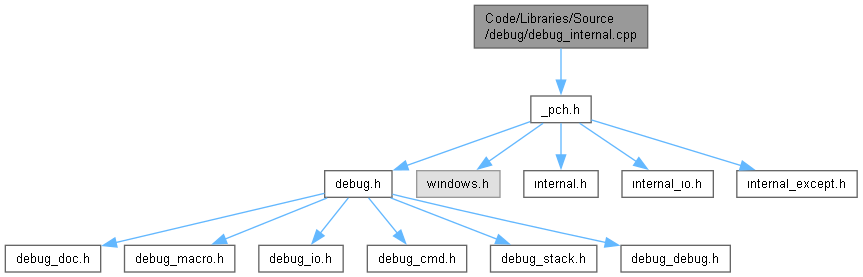 Code/Libraries/Source
/debug/debug_internal.cpp
_pch.h
debug.h
windows.h
internal.h
internal_io.h
internal_except.h
debug_doc.h
debug_macro.h
debug_io.h
debug_cmd.h
debug_stack.h
debug_debug.h